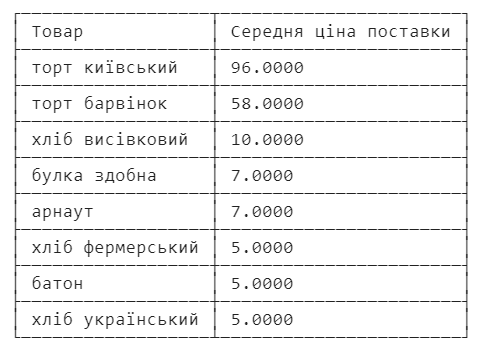 Товар Середня ціна поставки
торт київський 96.0000
торт барвінок 58.0000
хліб висівковий 10.0000
булка здобна 7.0000
арнаут 7.0000
хліб фермерський 5.0000
батон 5.0000
хліб український 5.0000